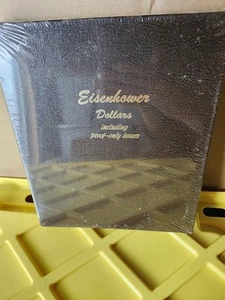 Eisenhower
Dollars
including
proof-only issues